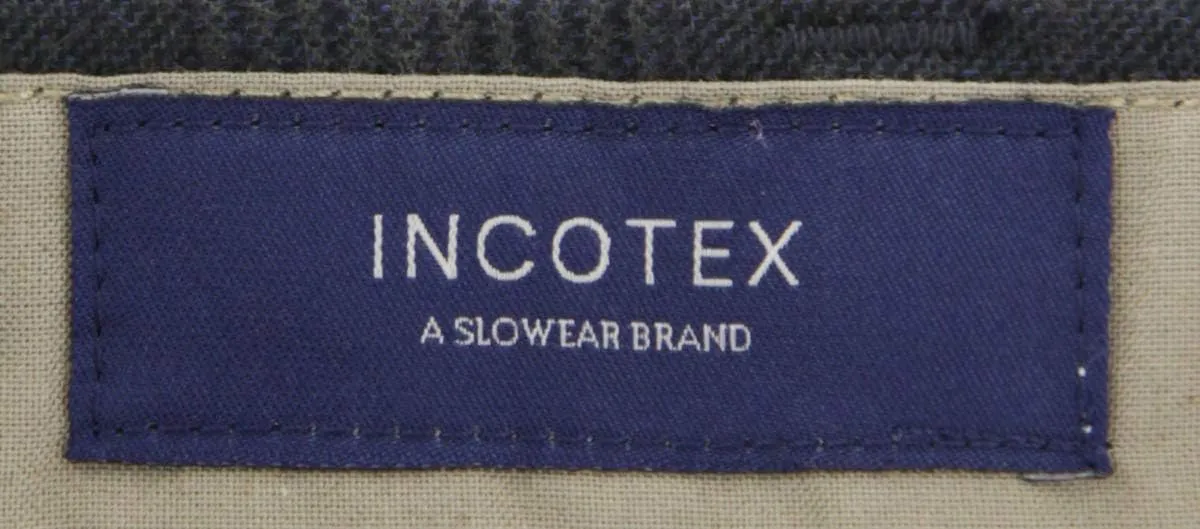 INCOTEX
A SLOWEAR BRAND